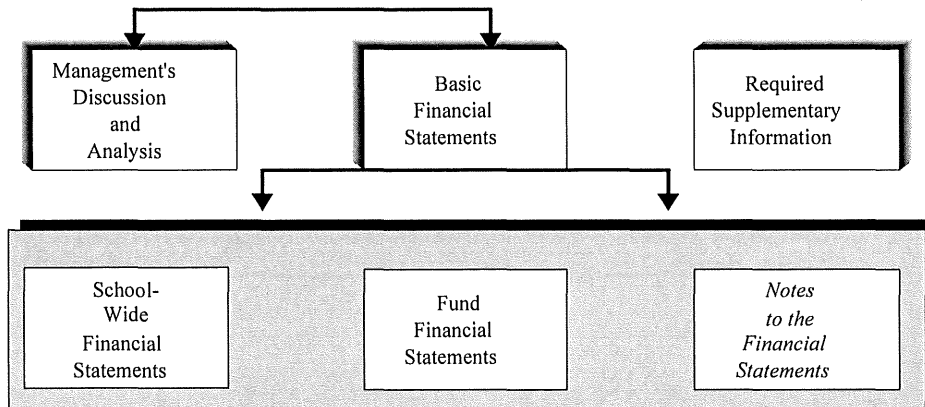 Management's
Discussion
and
Analysis
Basic
Financial
Statements
Required
Supplementary
Information
School-
Wide
Financial
Statements
Fund
Financial
Statements
Notes
to the
Financial
Statements